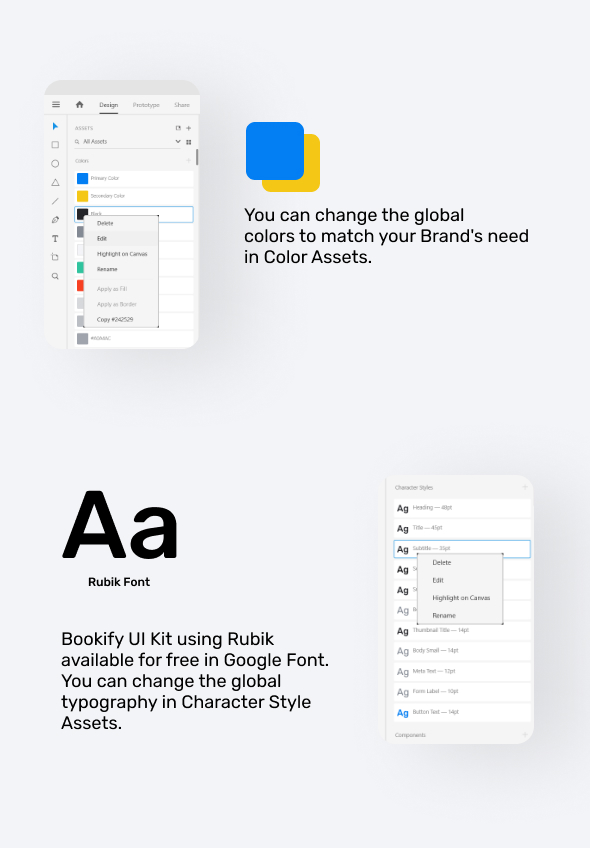 Design Prototype Share
ASSETS
All Assets
Colors
Primary Color
Secondary Color
Black
Delete
Edit
Highlight on Canvas
Rename
Apply as Fill
Apply as Border
Copy #242529
You can change the global
colors to match your Brand's need
in Color Assets.
Aa
Rubik Font
Bookify UI Kit using Rubik
available for free in Google Font.
You can change the global
typography in Character Style
Assets.
Character Styles
Ag Heading — 48pt
Ag Title — 45pt
Ag Subtitle — 35pt
Delete
Ag
Edit
Ag
Highlight on Canvas
Ag
Rename
Ag Thumbnail Title — 14pt
Ag Body Small — 14pt
Ag Meta Text — 12pt
Ag Form Label — 10pt
Ag Button Text — 14pt
Components